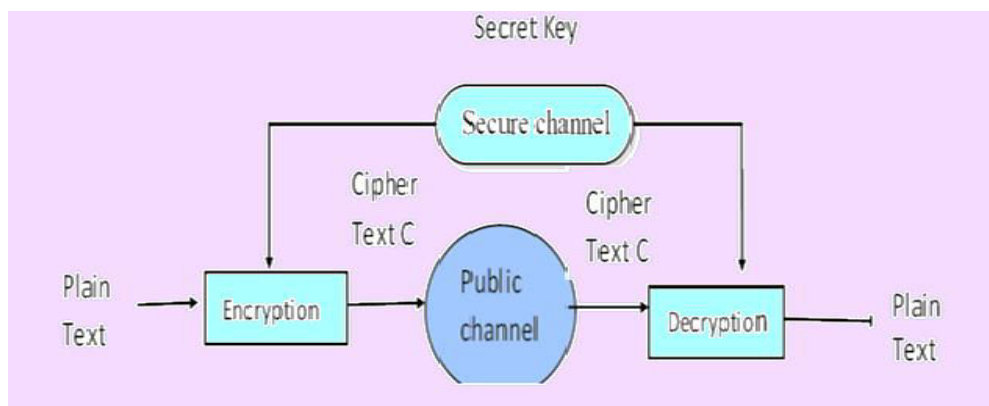 Secret Key
Secure channel
Cipher
Text C
Cipher
Text C
Plain
Text
Encryption
Public
channel
Decryption
Plain
Text